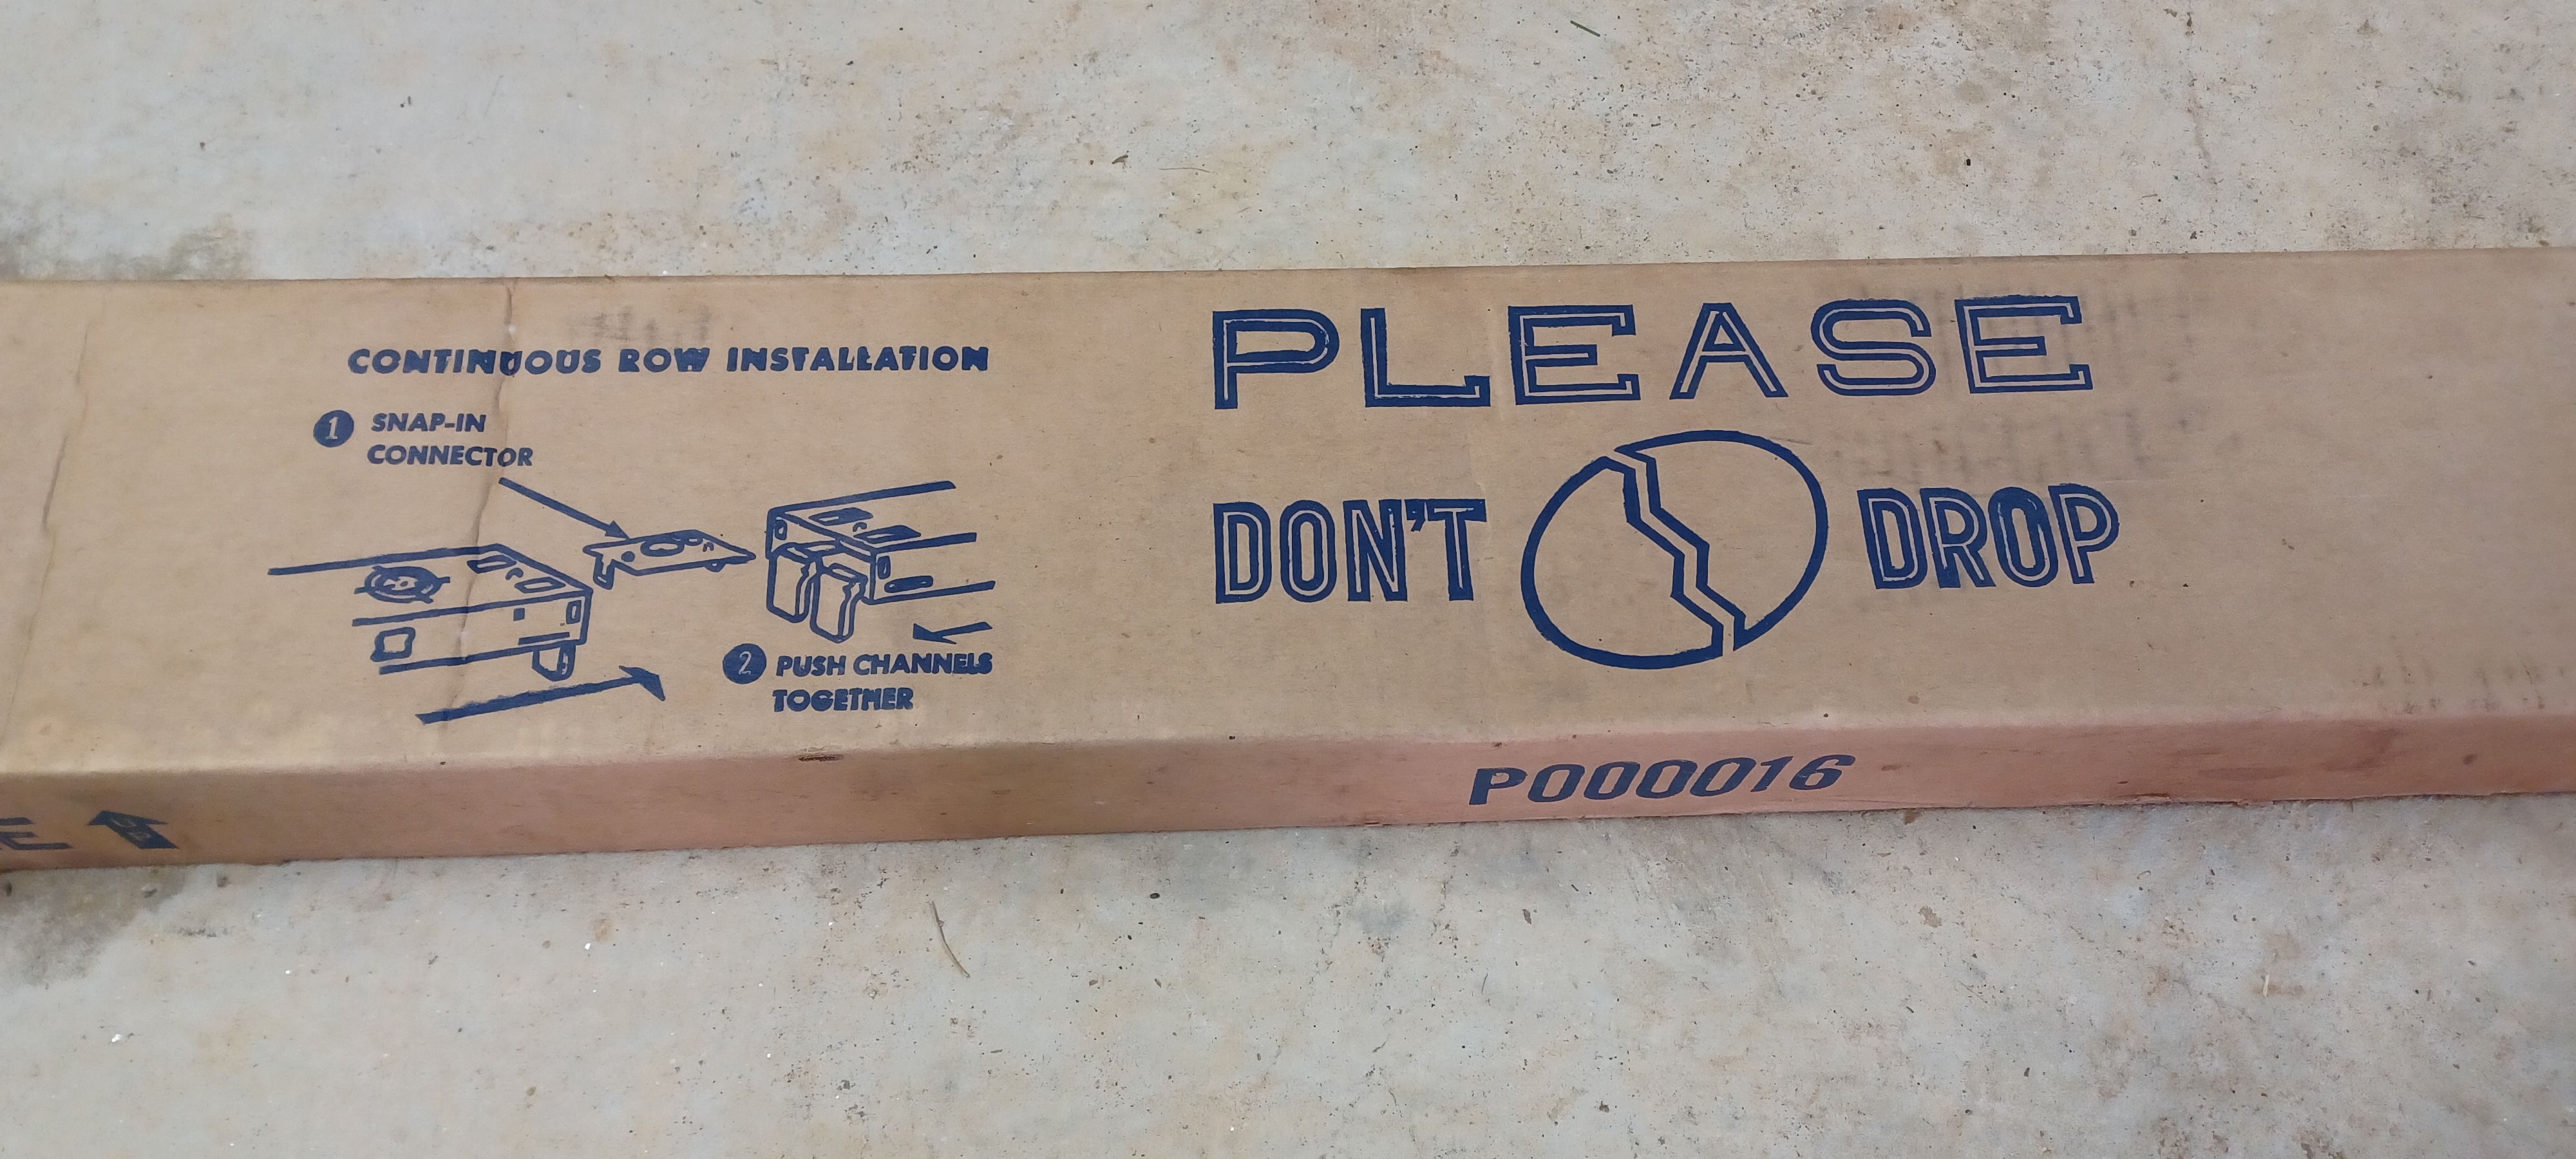 CONTINUOUS ROW INSTALLATION
1 SNAP-IN
CONNECTOR
2 PUSH CHANNELS
TOGETHER
PLEASE
DON'T DROP
P000016